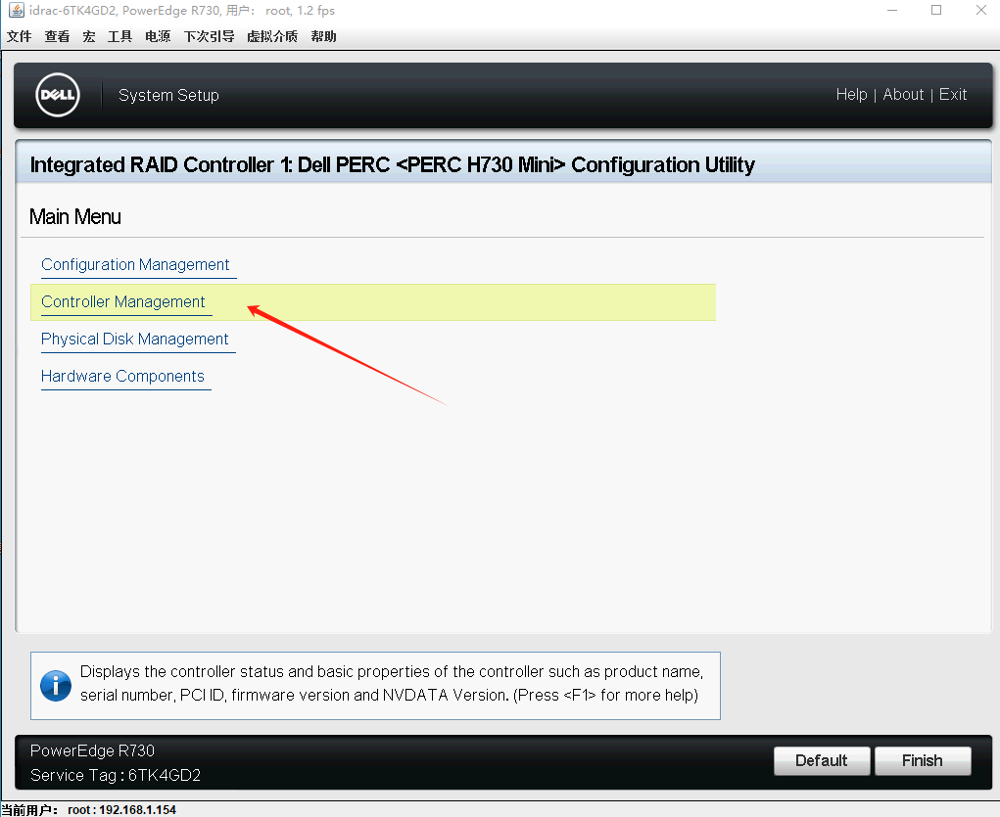 idrac-6TK4GD2, PowerEdge R730, 用户： root, 1.2 fps
文件 查看 宏 工具 电源 下次引导 虚拟介质 帮助
DELL
System Setup
Help | About | Exit
Integrated RAID Controller 1: Dell PERC <PERC H730 Mini> Configuration Utility
Main Menu
Configuration Management
Controller Management
Physical Disk Management
Hardware Components
Displays the controller status and basic properties of the controller such as product name,
serial number, PCI ID, firmware version and NVDATA Version. (Press <F1> for more help)
PowerEdge R730
Service Tag : 6TK4GD2
Default
Finish
当前用户： root : 192.168.1.154